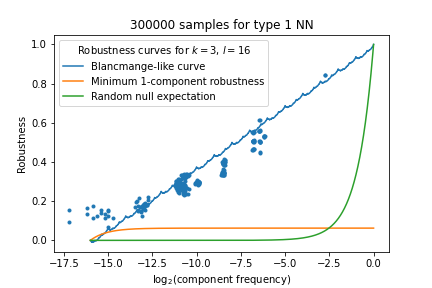 300000 samples for type 1 NN
Robustness curves for k = 3, l = 16
Blancmange-like curve
Minimum 1-component robustness
Random null expectation
Robustness
1.0
0.8
0.6
0.4
0.2
0.0
−17.5 −15.0 −12.5 −10.0 −7.5 −5.0 −2.5 0.0
log₂(component frequency)